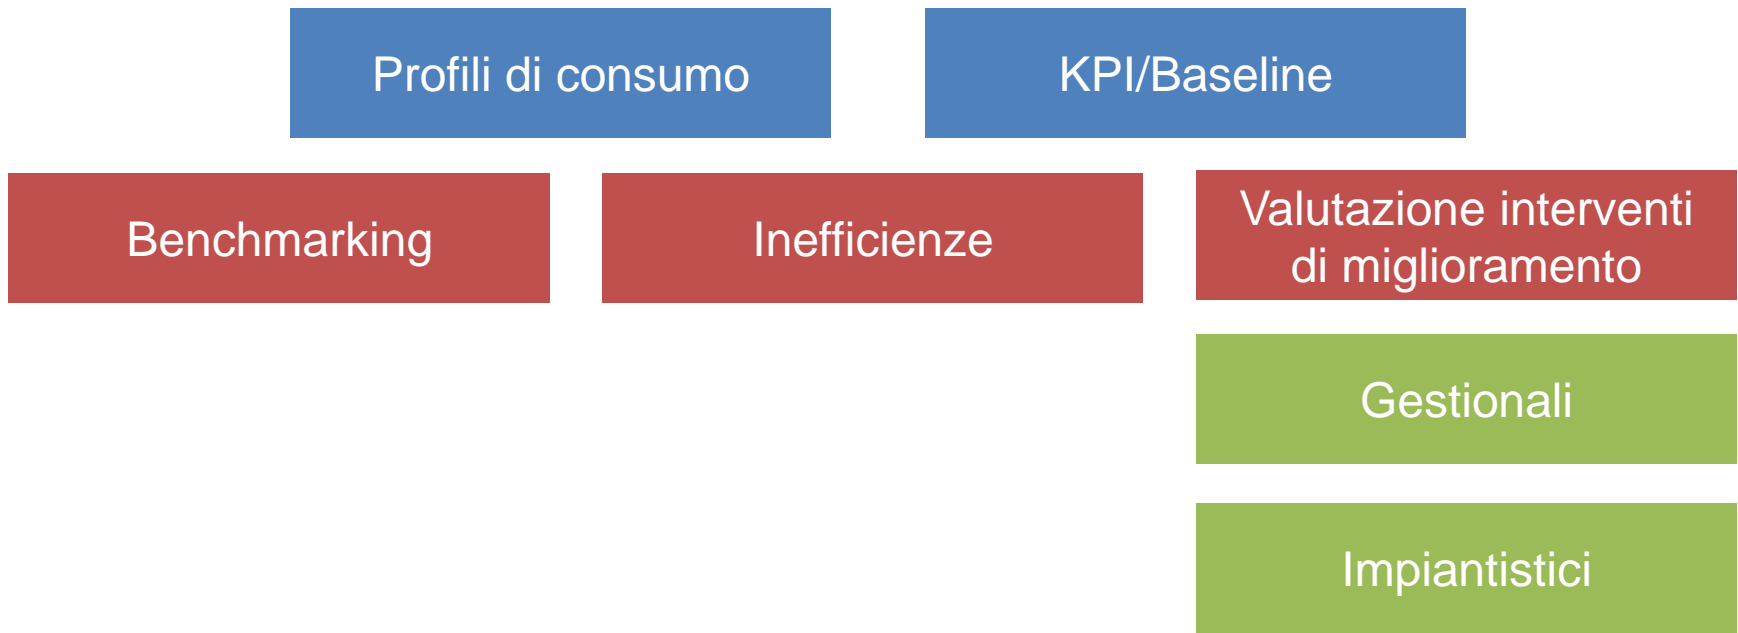 Profili di consumo
KPI/Baseline
Benchmarking
Inefficienze
Valutazione interventi
di miglioramento
Gestionali
Impiantistici